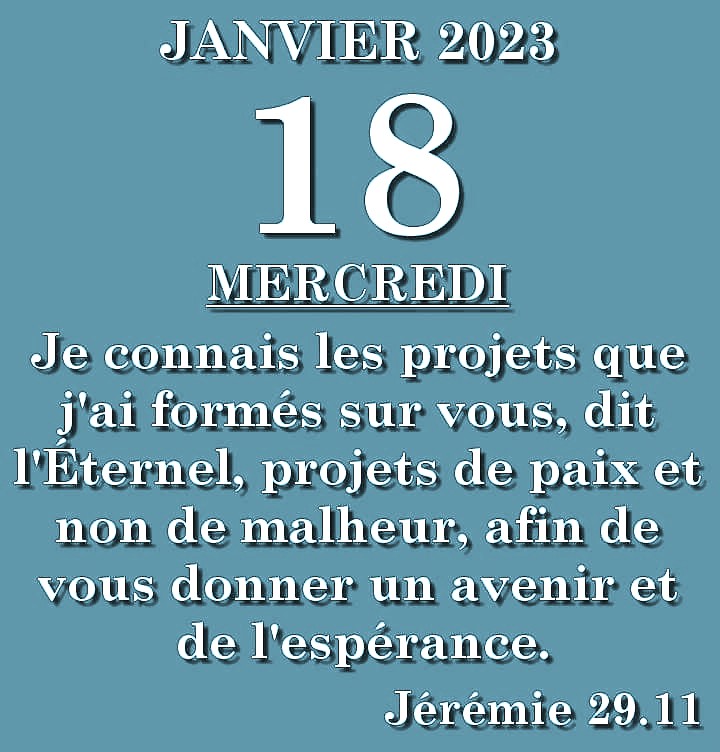 JANVIER 2023
18
MERCREDI
Je connais les projets que
j'ai formés sur vous, dit
l'Éternel, projets de paix et
non de malheur, afin de
vous donner un avenir et
de l'espérance.
Jérémie 29.11